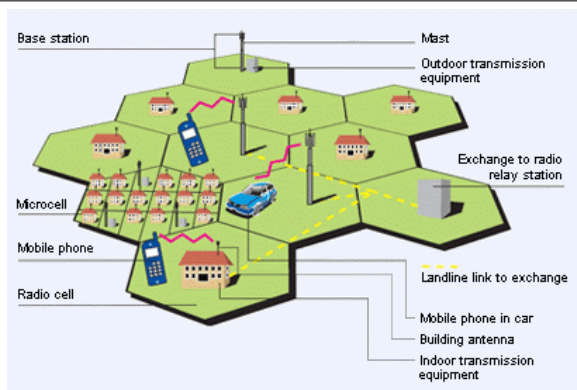 Base station
Mast
Outdoor transmission
equipment
Exchange to radio
relay station
Microcell
Mobile phone
Landline link to exchange
Radio cell
Mobile phone in car
Building antenna
Indoor transmission
equipment